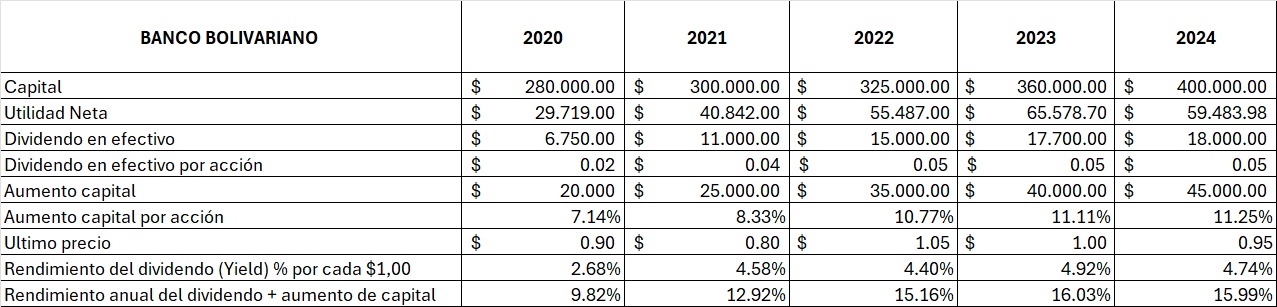 BANCO BOLIVARIANO 2020 2021 2022 2023 2024
Capital $ 280.000.00 $ 300.000.00 $ 325.000.00 $ 360.000.00 $ 400.000.00
Utilidad Neta $ 29.719.00 $ 40.842.00 $ 55.487.00 $ 65.578.70 $ 59.483.98
Dividendo en efectivo $ 6.750.00 $ 11.000.00 $ 15.000.00 $ 17.700.00 $ 18.000.00
Dividendo en efectivo por acción $ 0.02 $ 0.04 $ 0.05 $ 0.05 $ 0.05
Aumento capital $ 20.000 $ 25.000.00 $ 35.000.00 $ 40.000.00 $ 45.000.00
Aumento capital por acción 7.14% 8.33% 10.77% 11.11% 11.25%
Ultimo precio $ 0.90 $ 0.80 $ 1.05 $ 1.00 0.95
Rendimiento del dividendo (Yield) % por cada $1,00 2.68% 4.58% 4.40% 4.92% 4.74%
Rendimiento anual del dividendo + aumento de capital 9.82% 12.92% 15.16% 16.03% 15.99%